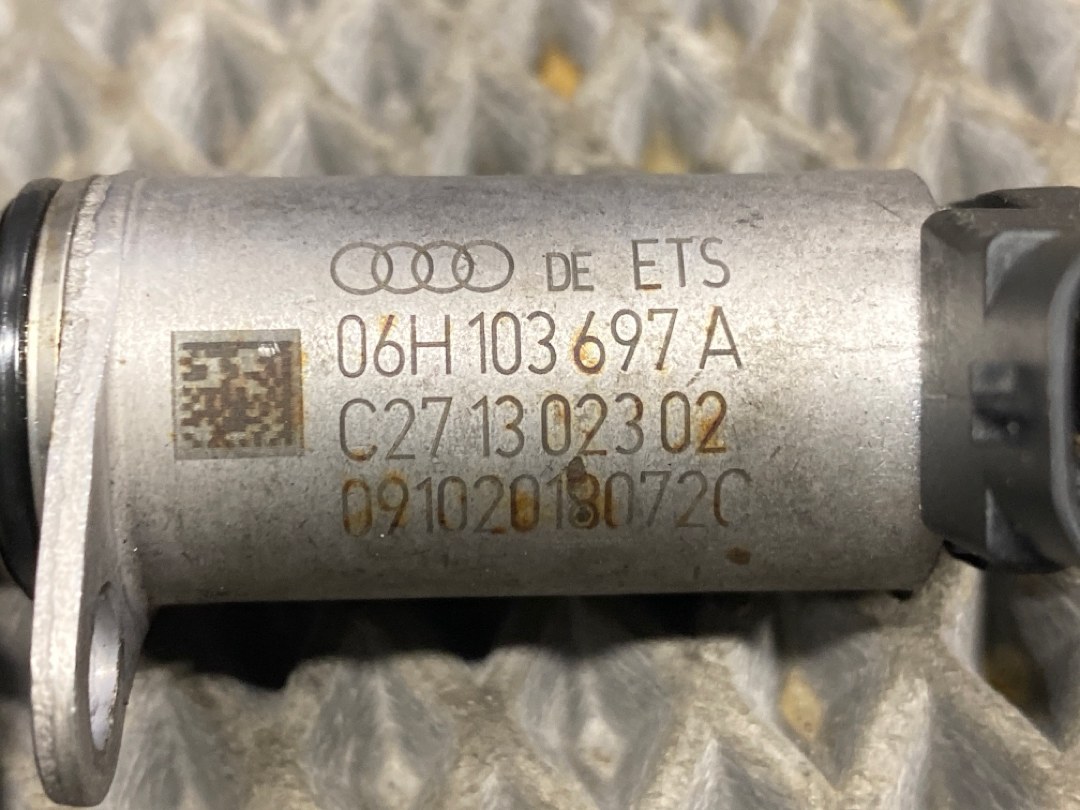 DE ETS
06H 103 697 A
C27 13 023 02
09102018072C